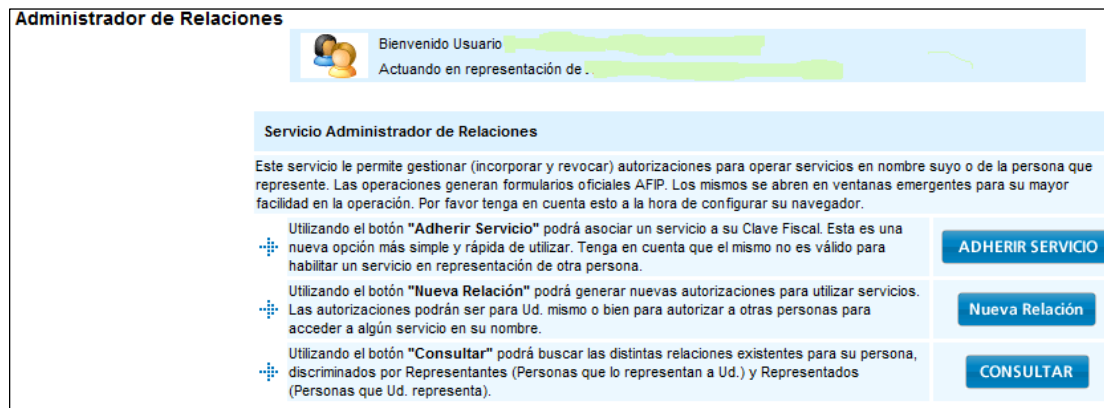 Administrador de Relaciones
Bienvenido Usuario
Actuando en representación de .
Servicio Administrador de Relaciones
Este servicio le permite gestionar (incorporar y revocar) autorizaciones para operar servicios en nombre suyo o de la persona que
represente. Las operaciones generan formularios oficiales AFIP. Los mismos se abren en ventanas emergentes para su mayor
facilidad en la operación. Por favor tenga en cuenta esto a la hora de configurar su navegador.
Utilizando el botón "Adherir Servicio" podrá asociar un servicio a su Clave Fiscal. Esta es una
nueva opción más simple y rápida de utilizar. Tenga en cuenta que el mismo no es válido para
habilitar un servicio en representación de otra persona.
ADHERIR SERVICIO
Utilizando el botón "Nueva Relación" podrá generar nuevas autorizaciones para utilizar servicios.
Las autorizaciones podrán ser para Ud. mismo o bien para autorizar a otras personas para
acceder a algún servicio en su nombre.
Nueva Relación
Utilizando el botón "Consultar" podrá buscar las distintas relaciones existentes para su persona,
discriminados por Representantes (Personas que lo representan a Ud.) y Representados
(Personas que Ud. representa).
CONSULTAR